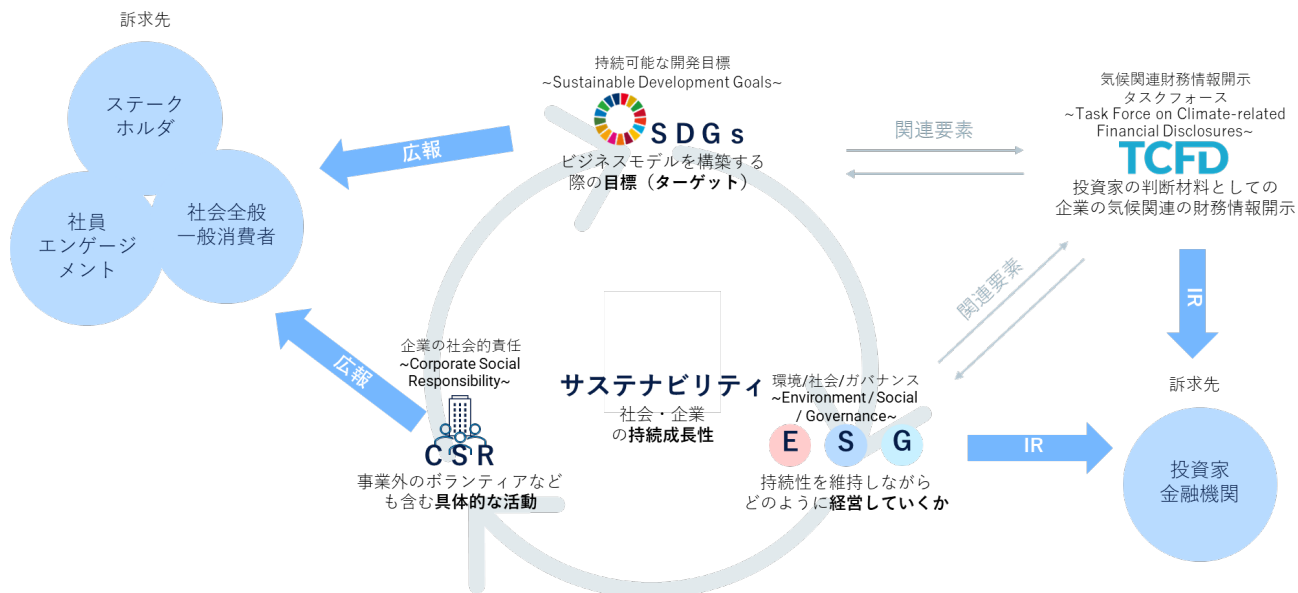 訴求先
ステーク
ホルダ
社員
エンゲージ
メント
社会全般
一般消費者
広報
広報
持続可能な開発目標
~Sustainable Development Goals~
SDGs
ビジネスモデルを構築する
際の目標（ターゲット）
関連要素
気候関連財務情報開示
タスクフォース
~Task Force on Climate-related
Financial Disclosures~
TCFD
投資家の判断材料としての
企業の気候関連の財務情報開示
関連要素
IR
企業の社会的責任
~Corporate Social
Responsibility~
CSR
事業外のボランティアなど
も含む具体的な活動
サステナビリティ
社会・企業
の持続成長性
環境/社会/ガバナンス
~Environment / Social
/ Governance~
E S G
持続性を維持しながら
どのように経営していくか
IR
訴求先
投資家
金融機関